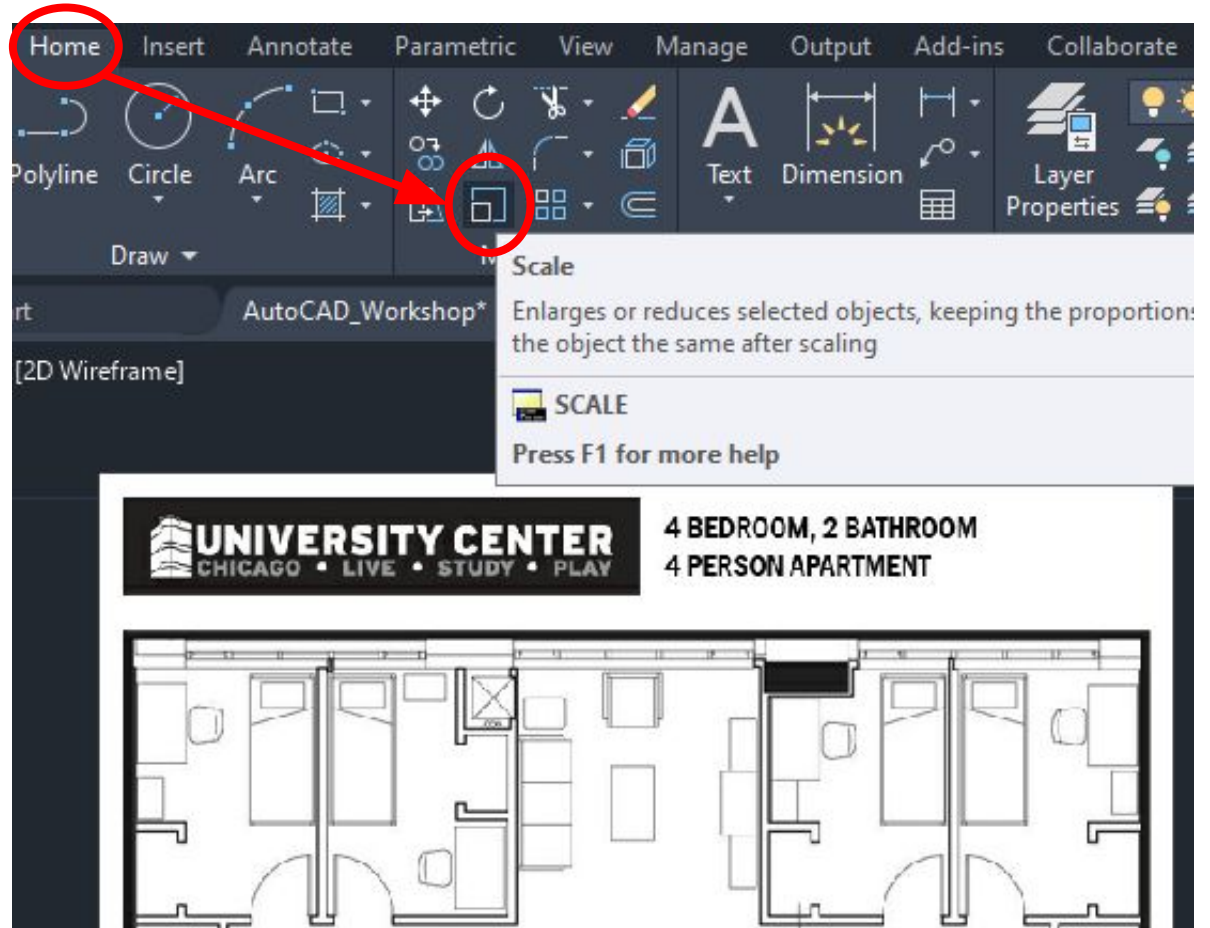 Home Insert Annotate Parametric View Manage Output Add-ins Collaborate
Polyline Circle Arc Text Dimension Layer
Properties
Draw
Scale
Enlarges or reduces selected objects, keeping the proportions
the object the same after scaling
AutoCAD_Workshop*
[2D Wireframe]
SCALE
Press F1 for more help
UNIVERSITY CENTER
CHICAGO • LIVE • STUDY • PLAY
4 BEDROOM, 2 BATHROOM
4 PERSON APARTMENT